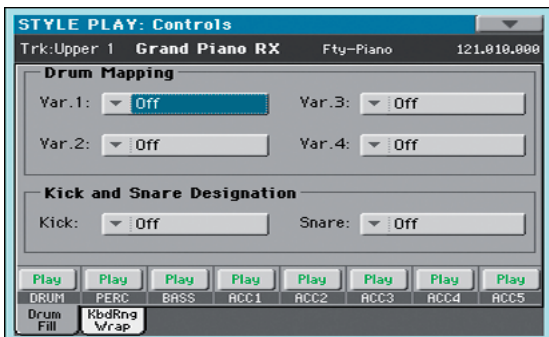 STYLE PLAY: Controls
Trk:Upper 1 Grand Piano RX Fty-Piano 121.010.000
Drum Mapping
Var.1: Off Var.3: Off
Var.2: Off Var.4: Off
Kick and Snare Designation
Kick: Off Snare: Off
Play Play Play Play Play Play Play Play
DRUM PERC BASS ACC1 ACC2 ACC3 ACC4 ACC5
Drum Fill KbdRng Wrap